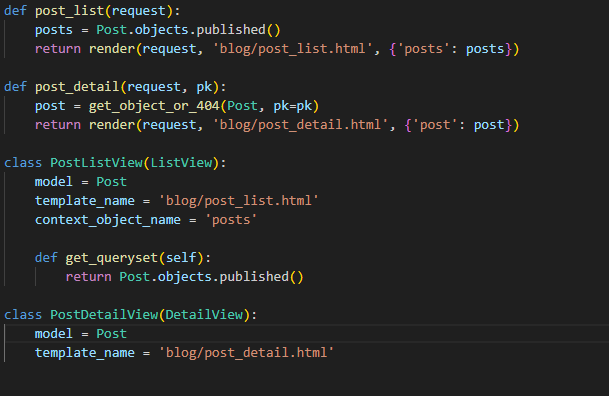 def post_list(request):
    posts = Post.objects.published()
    return render(request, 'blog/post_list.html', {'posts': posts})

def post_detail(request, pk):
    post = get_object_or_404(Post, pk=pk)
    return render(request, 'blog/post_detail.html', {'post': post})

class PostListView(ListView):
    model = Post
    template_name = 'blog/post_list.html'
    context_object_name = 'posts'

    def get_queryset(self):
        return Post.objects.published()

class PostDetailView(DetailView):
    model = Post
    template_name = 'blog/post_detail.html'